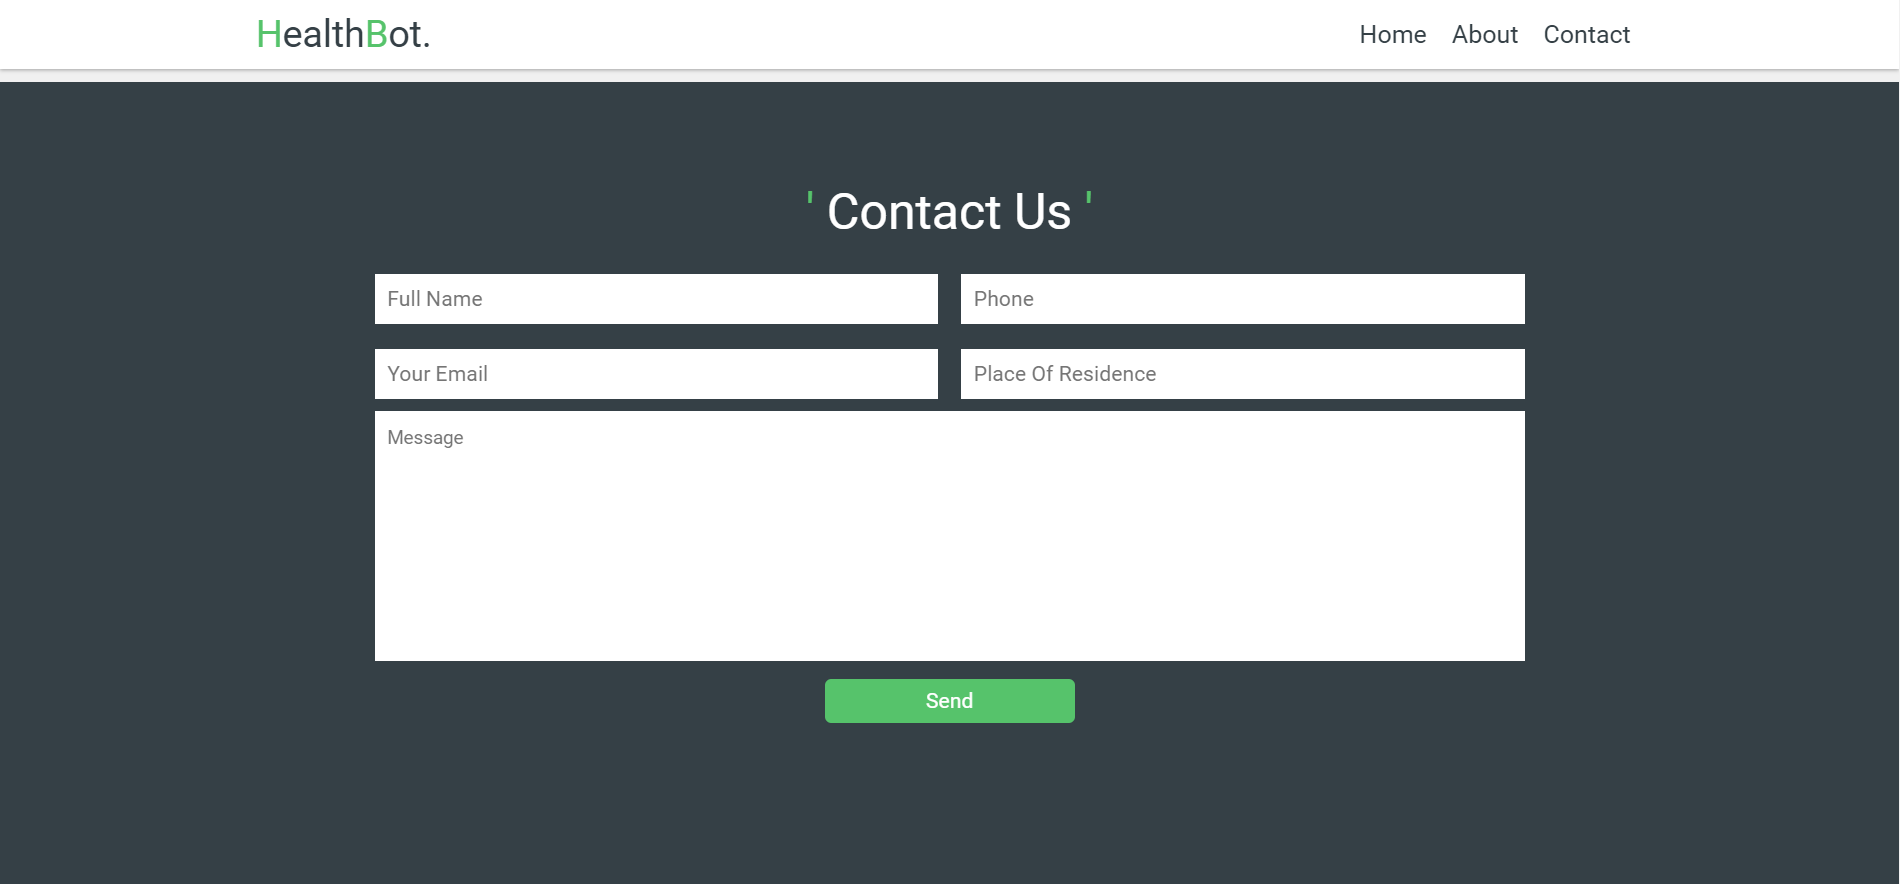 HealthBot.
Home About Contact
' Contact Us '
Full Name Phone
Your Email Place Of Residence
Message
Send